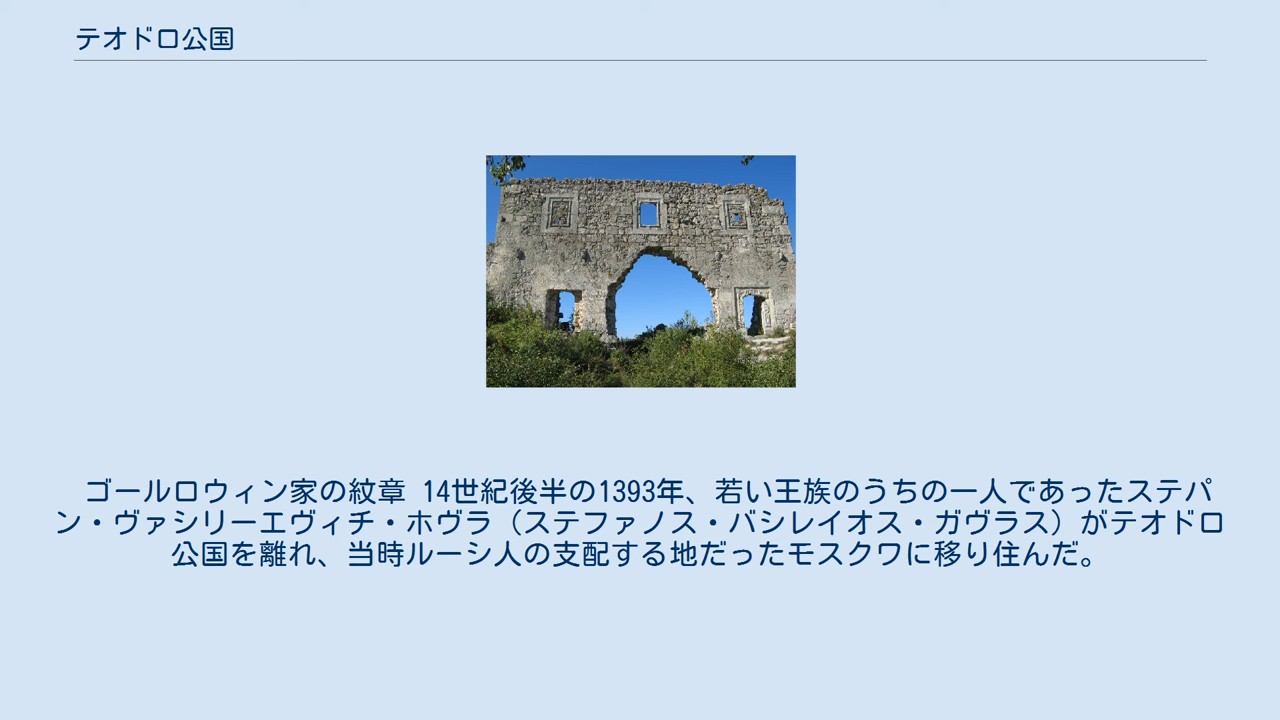 テオドロ公国
ゴールロウィン家の紋章 14世紀後半の1393年、若い王族のうちの一人であったステパ
ン・ヴァシリーエヴィチ・ホヴラ（ステファノス・バシレイオス・ガヴラス）がテオドロ
公国を離れ、当時ルーシ人の支配する地だったモスクワに移り住んだ。